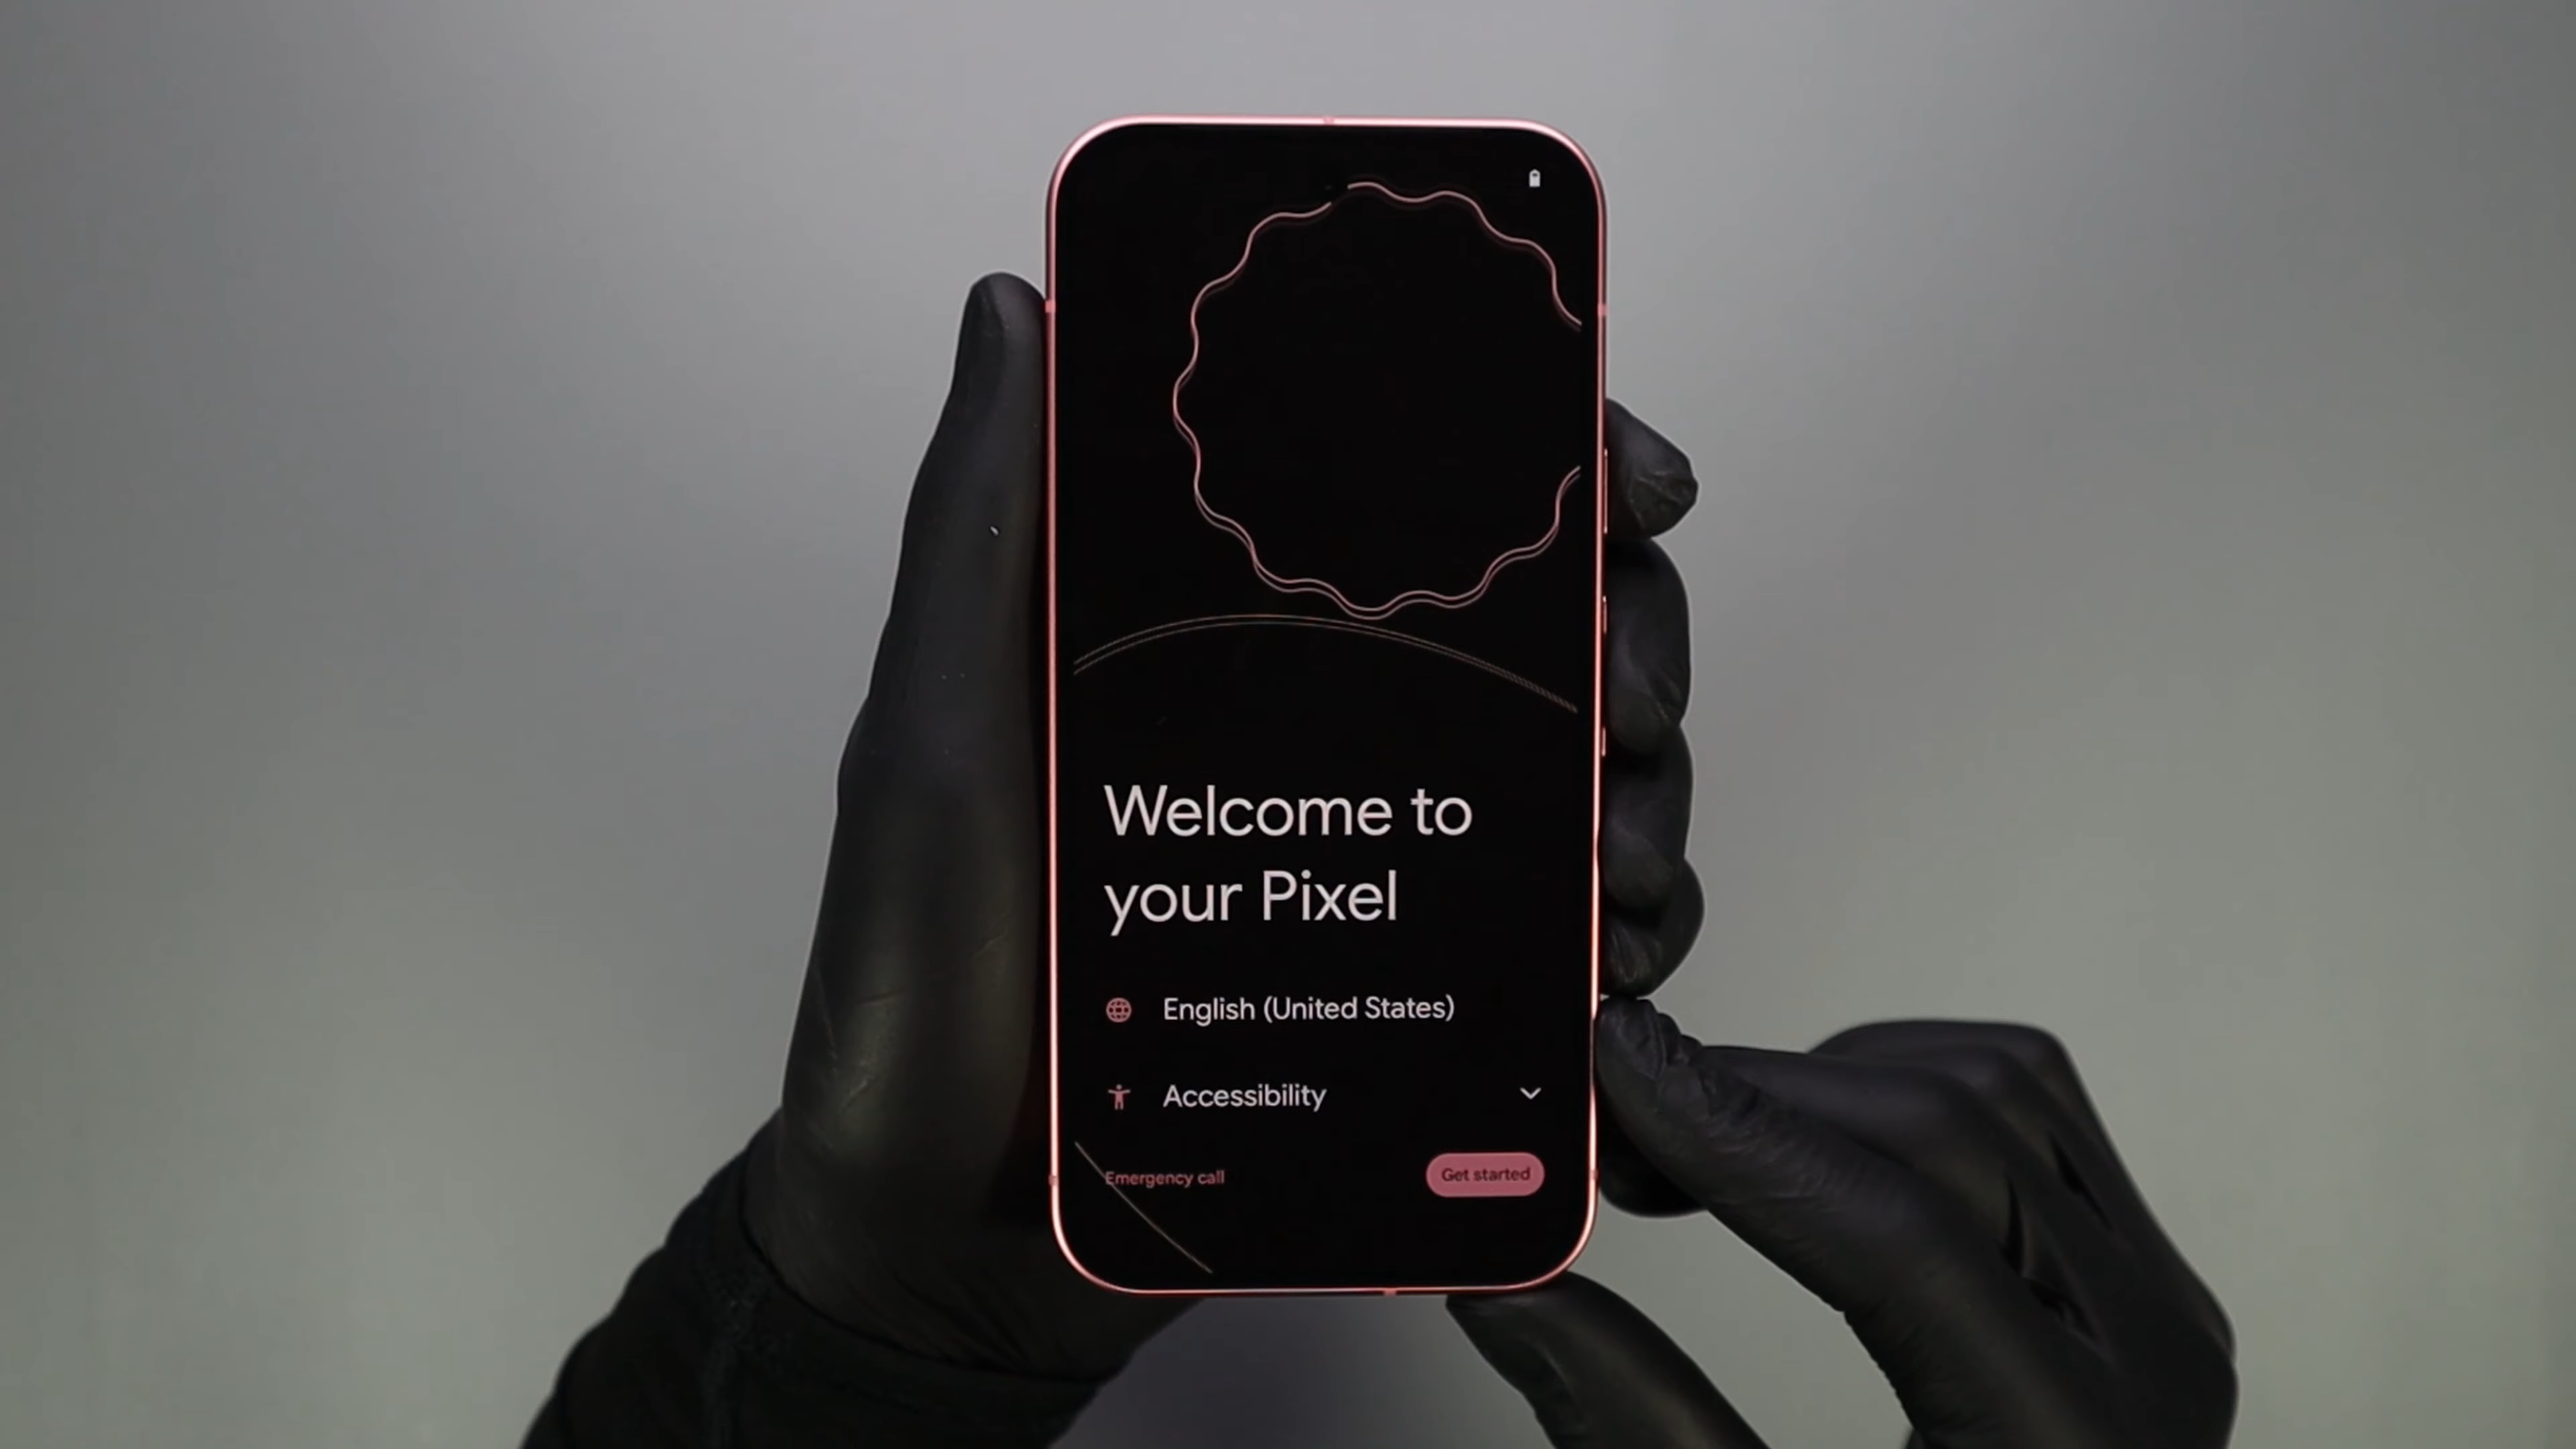 Welcome to
your Pixel
English (United States)
Accessibility
Emergency call
Get started